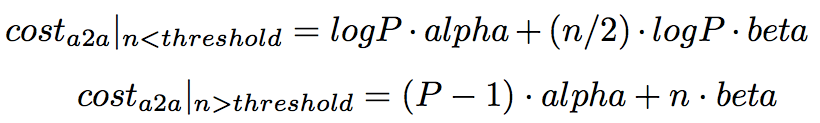 cost_{a2a}|_{n<threshold} = logP · alpha + (n/2) · logP · beta
cost_{a2a}|_{n>threshold} = (P − 1) · alpha + n · beta